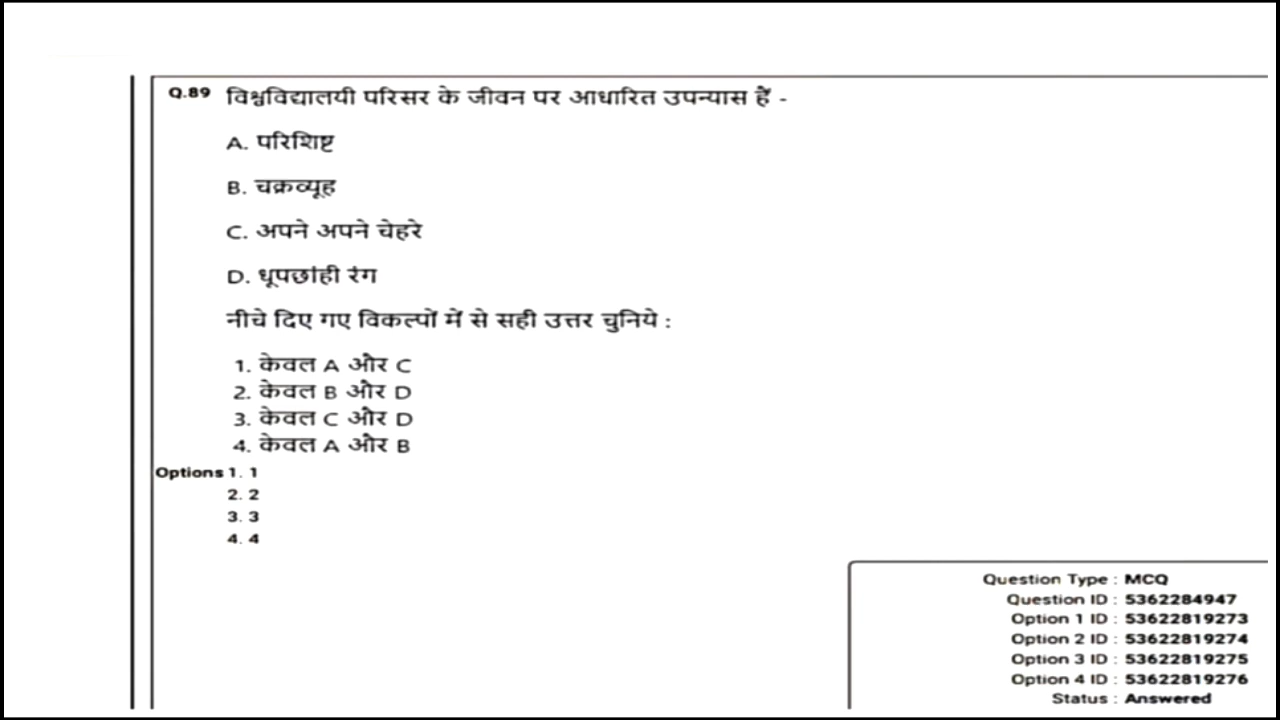 Q.89 विश्वविद्यालयी परिसर के जीवन पर आधारित उपन्यास हैं -
A. परिशिष्ट
B. चक्रव्यूह
C. अपने अपने चेहरे
D. धूपछांही रंग
नीचे दिए गए विकल्पों में से सही उत्तर चुनिये :
1. केवल A और C
2. केवल B और D
3. केवल C और D
4. केवल A और B
Options 1. 1
2. 2
3. 3
4. 4
Question Type : MCQ
Question ID : 5362284947
Option 1 ID : 53622819273
Option 2 ID : 53622819274
Option 3 ID : 53622819275
Option 4 ID : 53622819276
Status : Answered